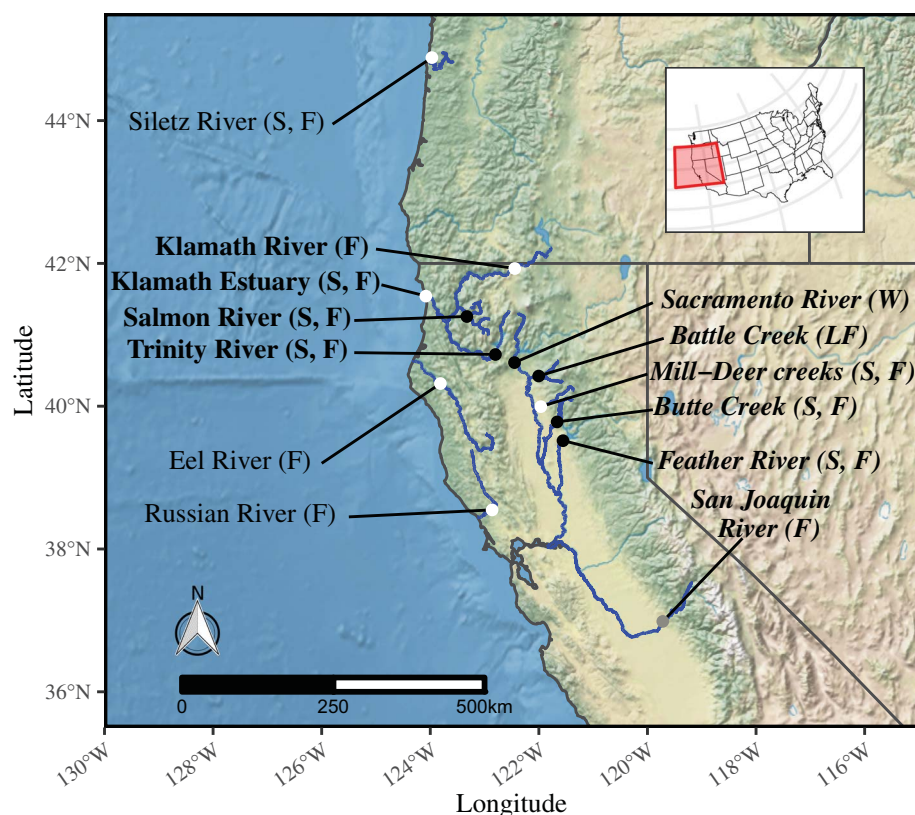 44°N
42°N
40°N
38°N
36°N
Latitude
Siletz River (S, F)
Klamath River (F)
Klamath Estuary (S, F)
Salmon River (S, F)
Trinity River (S, F)
Eel River (F)
Russian River (F)
Sacramento River (W)
Battle Creek (LF)
Mill−Deer creeks (S, F)
Butte Creek (S, F)
Feather River (S, F)
San Joaquin
River (F)
N
0 250 500km
130°W 128°W 126°W 124°W 122°W 120°W 118°W 116°W
Longitude